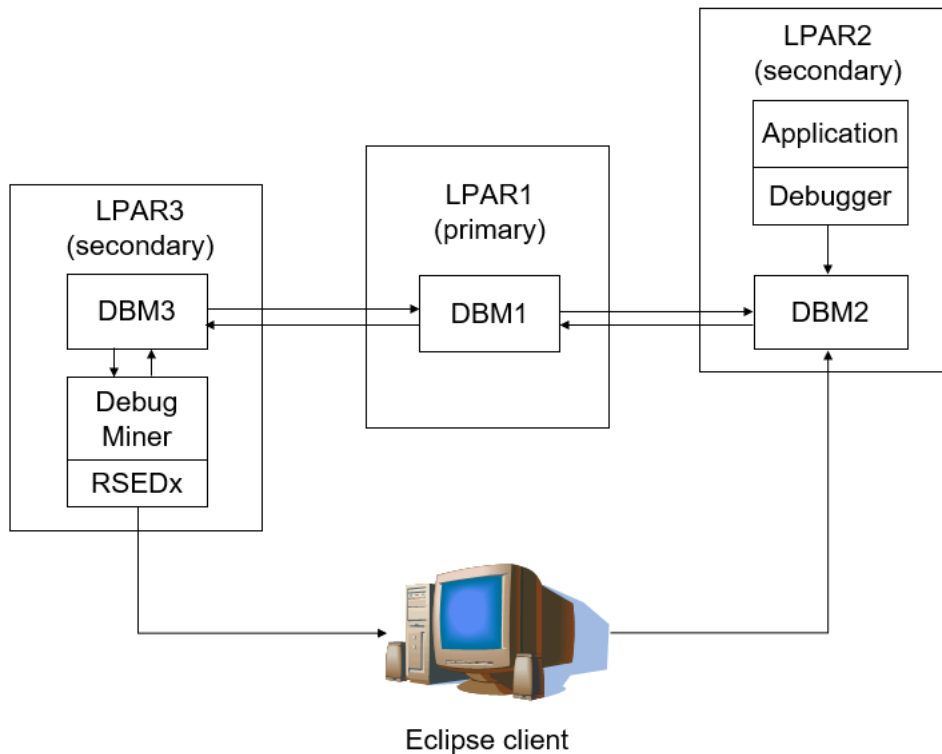 LPAR3
(secondary)
DBM3
Debug
Miner
RSEDx
LPAR1
(primary)
DBM1
LPAR2
(secondary)
Application
Debugger
DBM2
Eclipse client